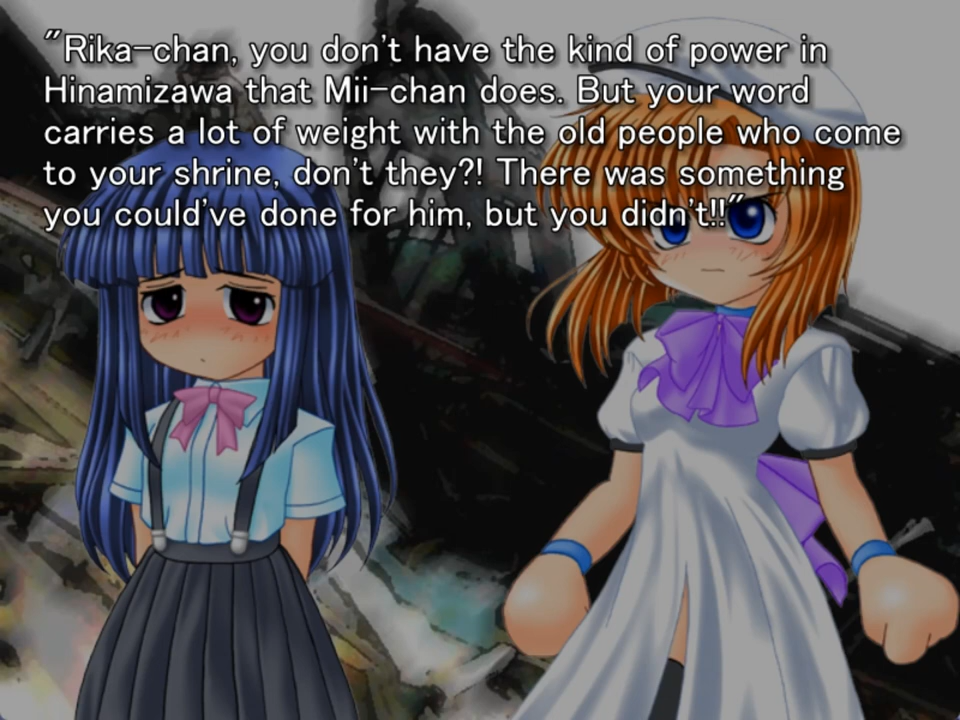 "Rika-chan, you don't have the kind of power in
Hinamizawa that Mii-chan does. But your word
carries a lot of weight with the old people who come
to your shrine, don't they?! There was something
you could've done for him, but you didn't!!"